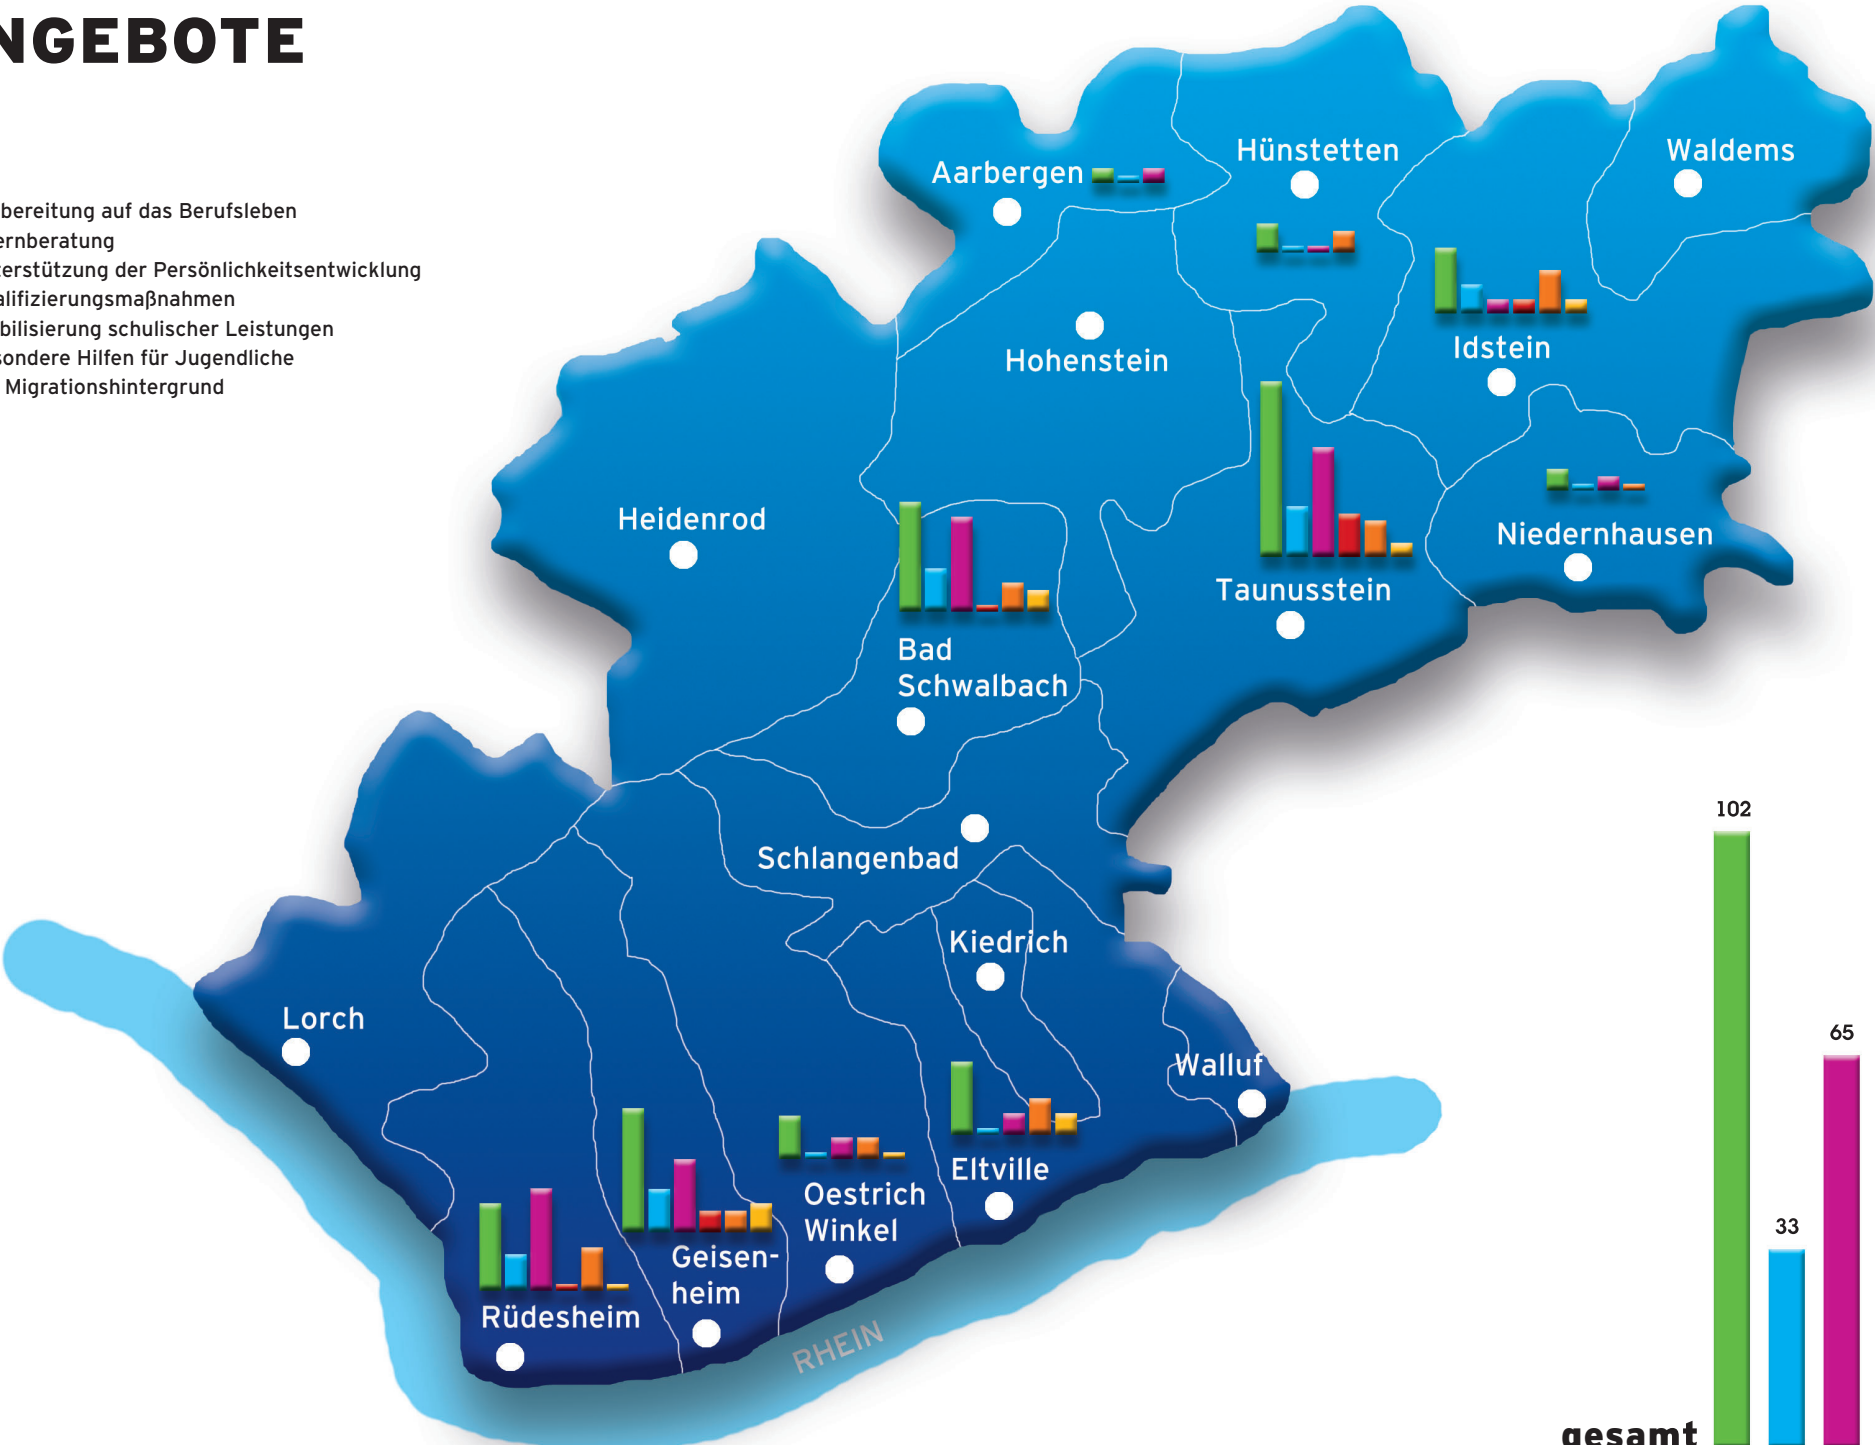 NGEBOTE
bereitung auf das Berufsleben
ernberatung
terstützung der Persönlichkeitsentwicklung
alifizierungsmaßnahmen
bilisierung schulischer Leistungen
sondere Hilfen für Jugendliche
Migrationshintergrund
Aarbergen
Hünstetten
Waldems
Hohenstein
Idstein
Heidenrod
Niedernhausen
Taunusstein
Bad
Schwalbach
Schlangenbad
Kiedrich
Lorch
Walluf
Eltville
Oestrich
Winkel
Geisen-
heim
Rüdesheim
RHEIN
102
65
33
gesamt